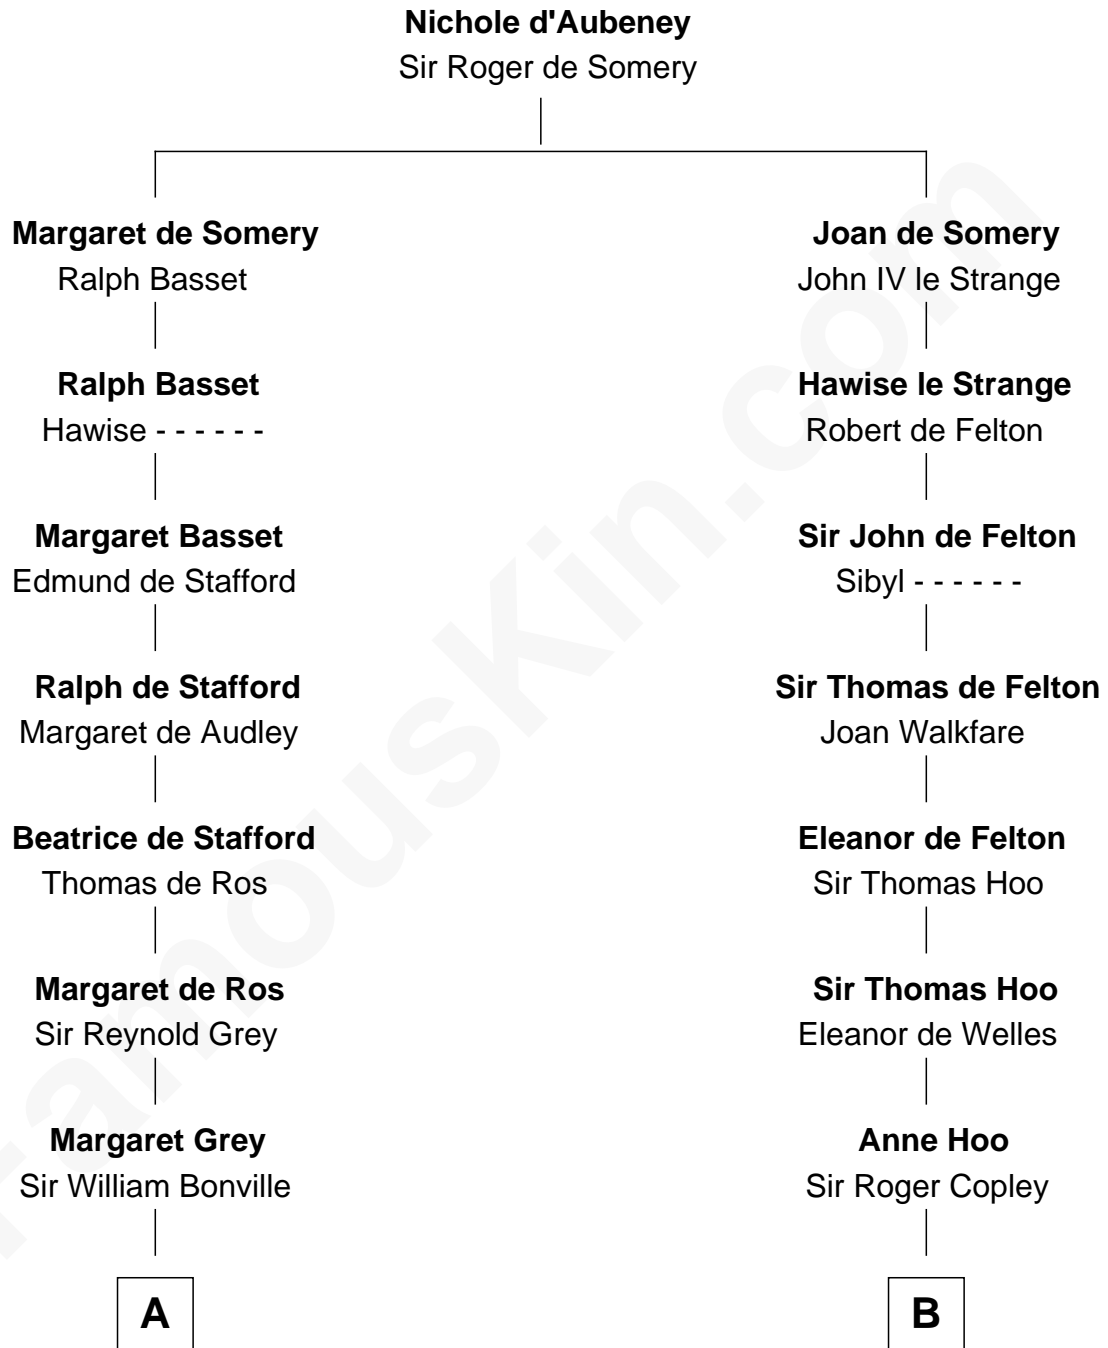 Nichole d'Aubeney
Sir Roger de Somery
Margaret de Somery
Ralph Basset
Joan de Somery
John IV le Strange
Ralph Basset
Hawise - - - - - -
Hawise le Strange
Robert de Felton
Margaret Basset
Edmund de Stafford
Sir John de Felton
Sibyl - - - - - -
Ralph de Stafford
Margaret de Audley
Sir Thomas de Felton
Joan Walkfare
Beatrice de Stafford
Thomas de Ros
Eleanor de Felton
Sir Thomas Hoo
Margaret de Ros
Sir Reynold Grey
Sir Thomas Hoo
Eleanor de Welles
Margaret Grey
Sir William Bonville
Anne Hoo
Sir Roger Copley
A
B
FamousKin.com